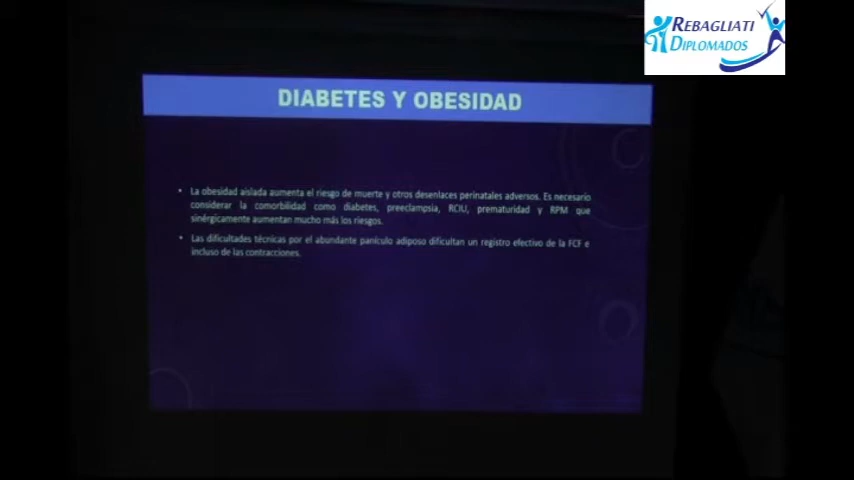 REBAGLIATI
DIPLOMADOS
DIABETES Y OBESIDAD
• La obesidad aislada aumenta el riesgo de muerte y otros desenlaces perinatales adversos. Es necesario
considerar la comorbilidad como diabetes, preeclampsia, RCIU, prematuridad y RPM que
sinérgicamente aumentan mucho más los riesgos.
• Las dificultades técnicas por el abundante panículo adiposo dificultan un registro efectivo de la FCF e
incluso de las contracciones.